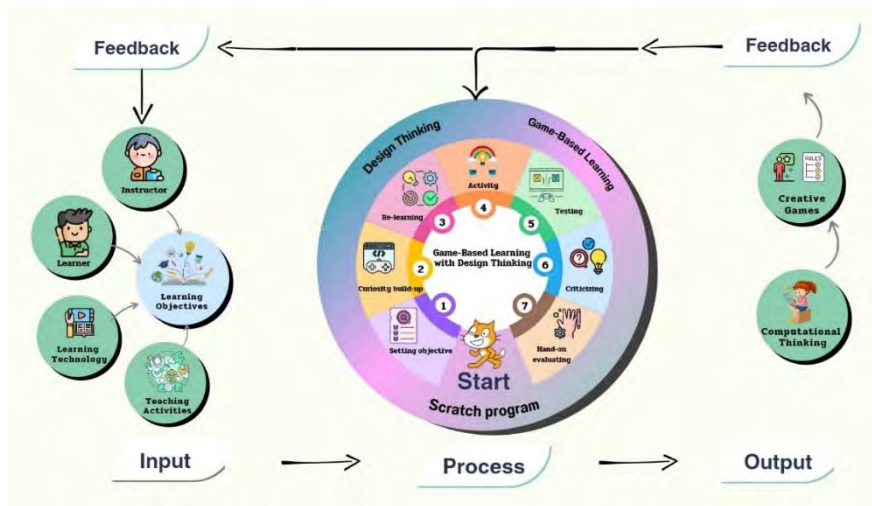 Feedback
Feedback
Instructor
Learner
Learning
Objectives
Learning
Technology
Teaching
Activities
Design Thinking
Game-Based Learning
Game-Based Learning
with Design Thinking
1
Setting objective
2
Curiosity build-up
3
Re-learning
4
Activity
5
Testing
6
Criticizing
7
Hand-on
evaluating
Start
Scratch program
RULES
Creative
Games
Computational
Thinking
Input
Process
Output